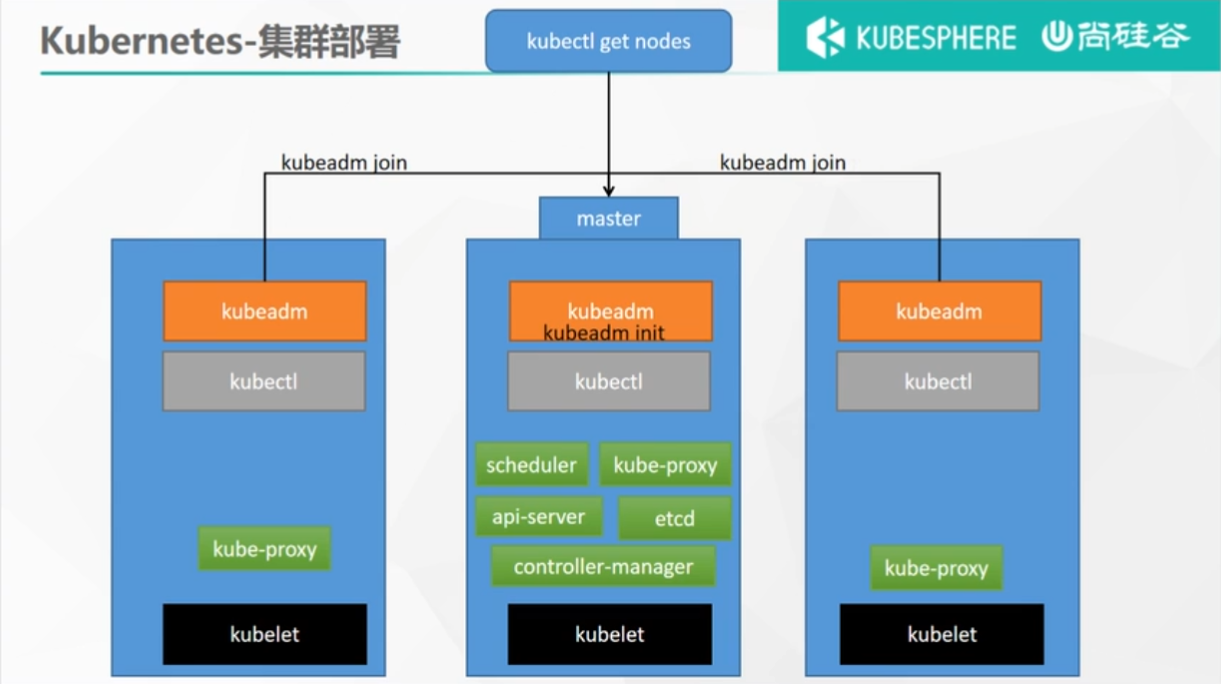 Kubernetes-集群部署
kubectl get nodes
KUBESPHERE
尚硅谷
kubeadm join
kubeadm join
master
kubeadm
kubectl
kube-proxy
kubelet
kubeadm
kubeadm init
kubectl
scheduler
kube-proxy
api-server
etcd
controller-manager
kubelet
kubeadm
kubectl
kube-proxy
kubelet